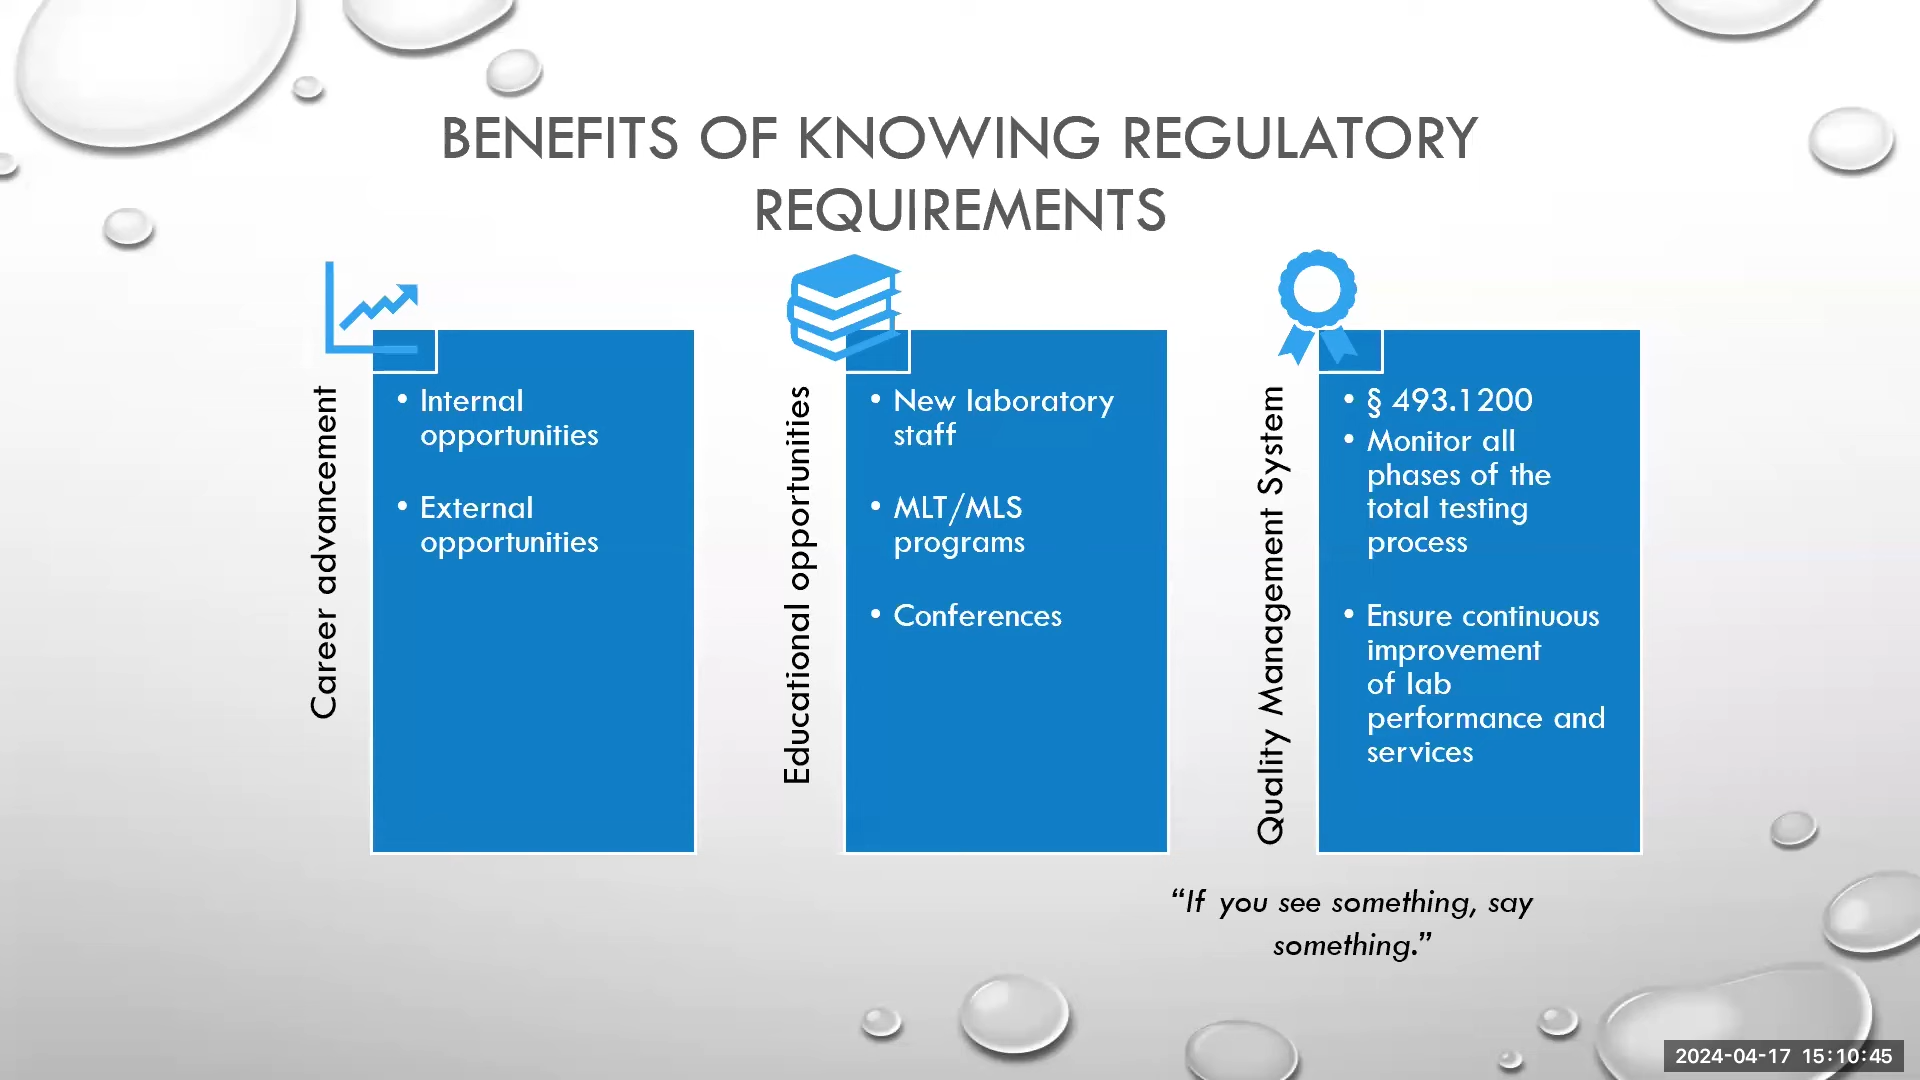 BENEFITS OF KNOWING REGULATORY
REQUIREMENTS
Career advancement
• Internal
opportunities
• External
opportunities
Educational opportunities
• New laboratory
staff
• MLT/MLS
programs
• Conferences
Quality Management System
• § 493.1200
• Monitor all
phases of the
total testing
process
• Ensure continuous
improvement
of lab
performance and
services
“If you see something, say
something.”
2024-04-17 15:10:45